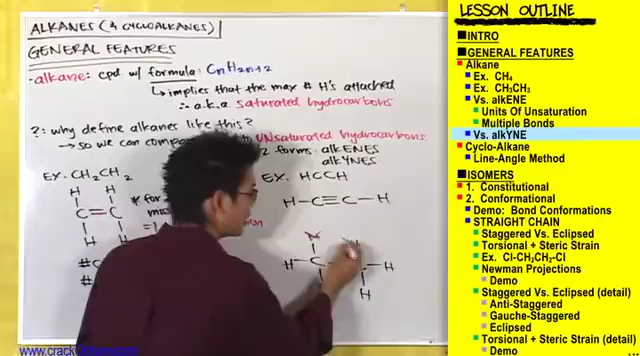 ALKANES (& CYCLOALKANES)
GENERAL FEATURES
-alkane: cpd w/ formula: CnH2n+2
↳ implies that the max # H's attached
∴ a.k.a. saturated hydrocarbons
?: why define alkanes like this?
→ so we can UNsaturated hydrocarbons
2 forms: alkENES
alkYNES
EX. CH2CH2
EX. HCCH
H H
C=C
H H
H-C≡C-H
H-C
H
H
www.crack
LESSON OUTLINE
INTRO
GENERAL FEATURES
Alkane
Ex. CH4
Ex. CH3CH3
Vs. alkENE
Units Of Unsaturation
Multiple Bonds
Vs. alkYNE
Cyclo-Alkane
Line-Angle Method
ISOMERS
1. Constitutional
2. Conformational
Demo: Bond Conformations
STRAIGHT CHAIN
Staggered Vs. Eclipsed
Torsional + Steric Strain
Ex. Cl-CH2CH2-Cl
Newman Projections
Demo
Staggered Vs. Eclipsed (detail)
Anti-Staggered
Gauche-Staggered
Eclipsed
Torsional + Steric Strain (detail)
Demo